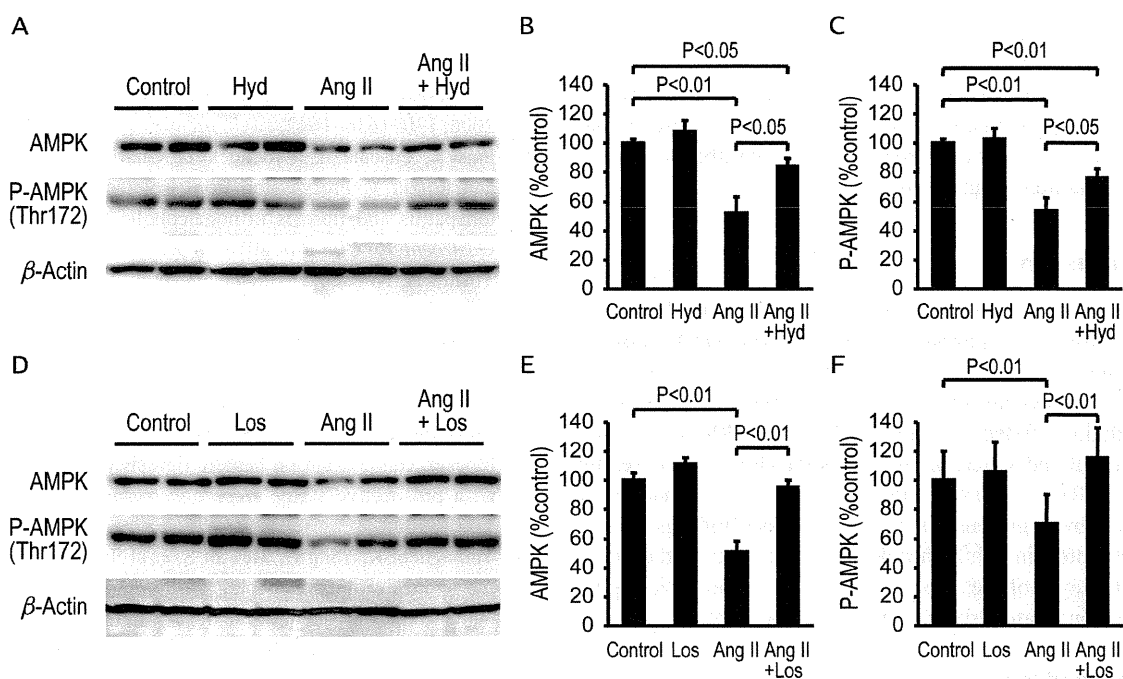 A
Control Hyd Ang II Ang II + Hyd
AMPK
P-AMPK
(Thr172)
β-Actin
B
P<0.05
P<0.01
P<0.05
AMPK (%control)
140
120
100
80
60
40
20
0
Control Hyd Ang II Ang II +Hyd
C
P<0.01
P<0.01
P<0.05
P-AMPK (%control)
140
120
100
80
60
40
20
0
Control Hyd Ang II Ang II +Hyd
D
Control Los Ang II Ang II + Los
AMPK
P-AMPK
(Thr172)
β-Actin
E
P<0.01
P<0.01
AMPK (%control)
140
120
100
80
60
40
20
0
Control Los Ang II Ang II +Los
F
P<0.01
P<0.01
P-AMPK (%control)
140
120
100
80
60
40
20
0
Control Los Ang II Ang II +Los